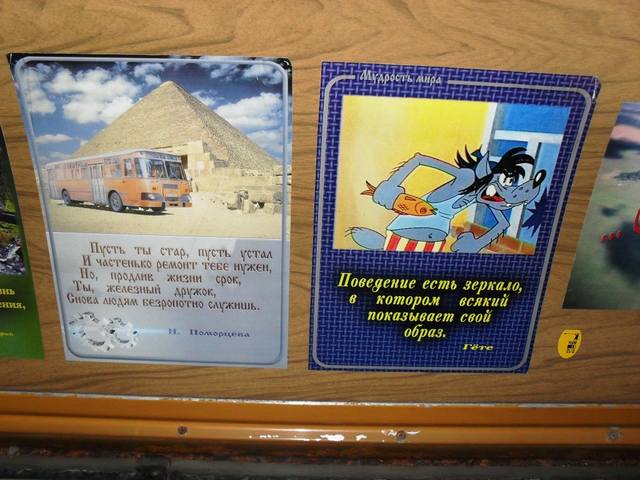 Пусть ты стар, пусть устал
И частенько ремонт тебе нужен,
Но, продлив жизни срок,
Ты, железный дружок,
Снова людям безропотно служишь.
Н. Поморцева
Мудрость мира
Поведение есть зеркало,
в котором всякий
показывает свой
образ.
Гёте